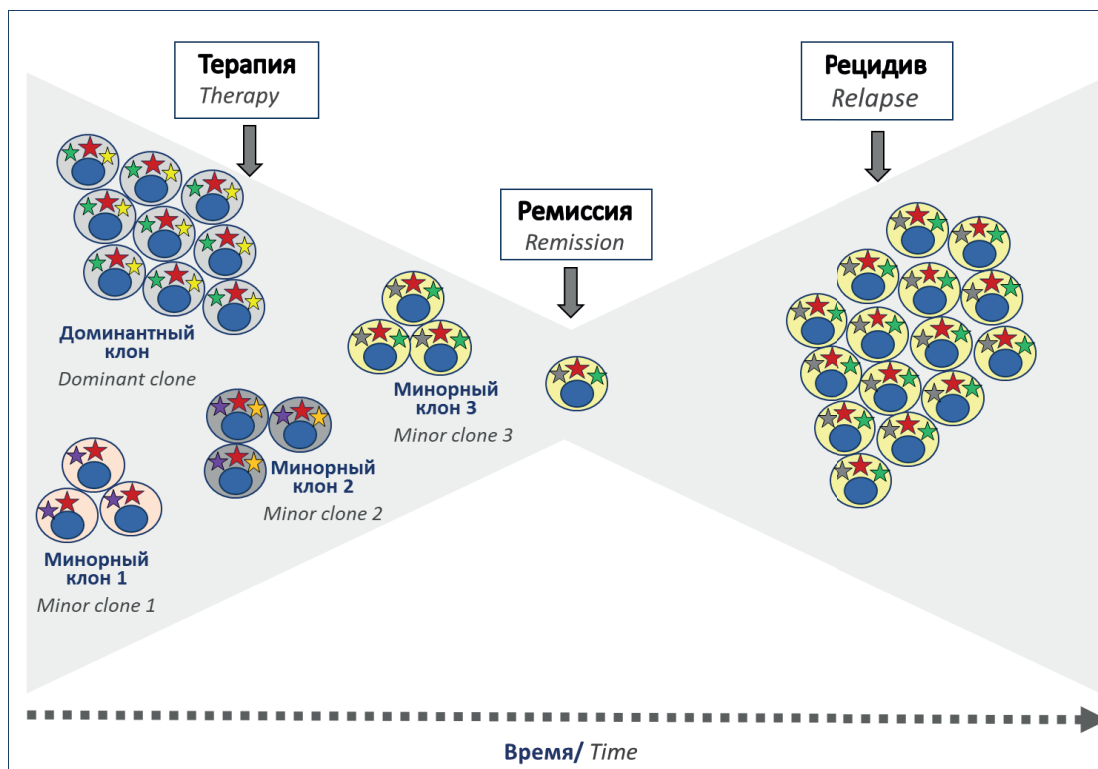 Терапия
Therapy
Рецидив
Relapse
Ремиссия
Remission
Доминантный
клон
Dominant clone
Минорный
клон 3
Minor clone 3
Минорный
клон 2
Minor clone 2
Минорный
клон 1
Minor clone 1
Время/ Time